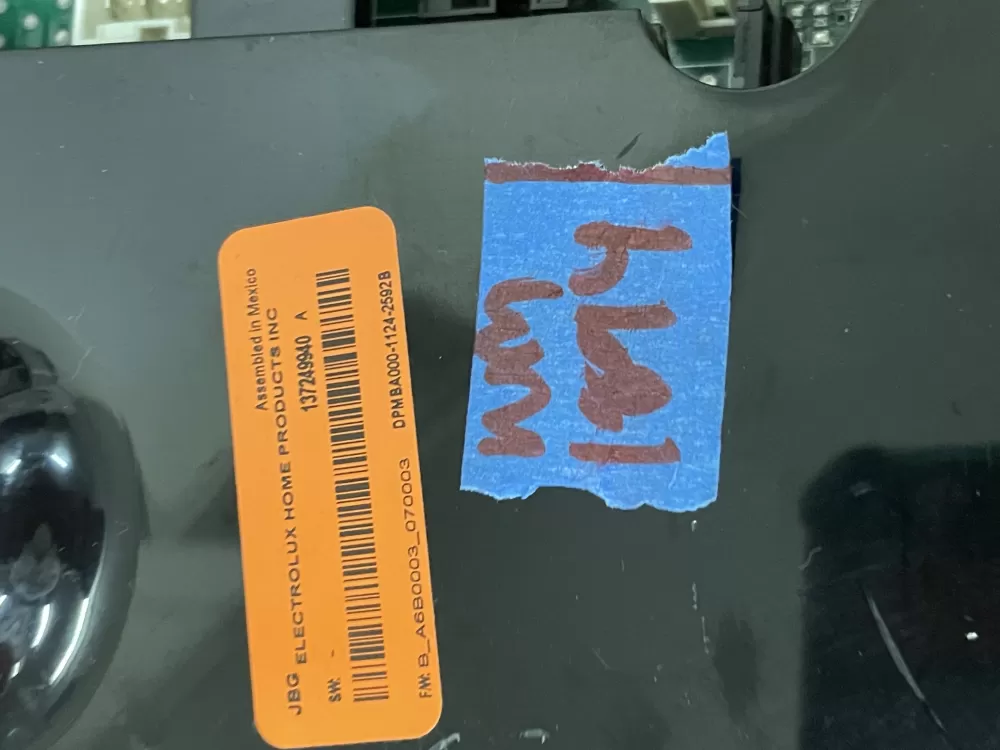 Assembled in Mexico
JBG ELECTROLUX HOME PRODUCTS INC
137249940 A
SW: -
DPMBA000-1124-2592B
F/W: B_A6B0003_070003